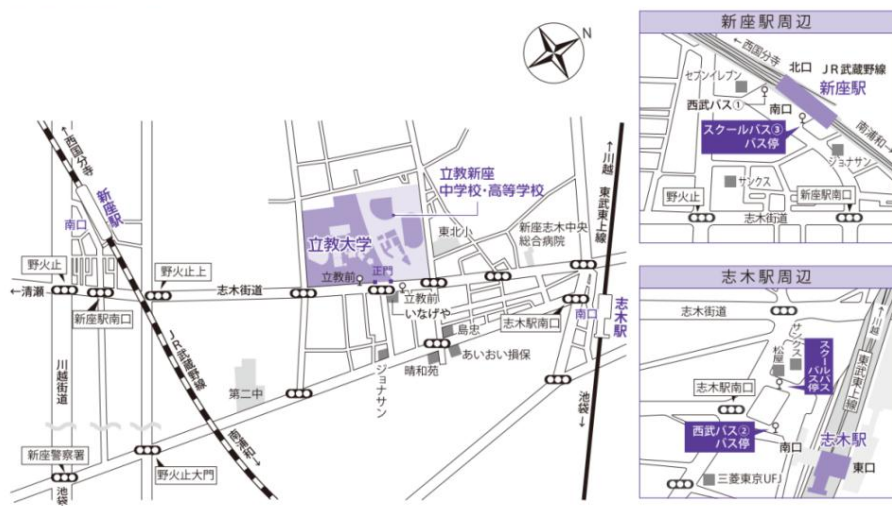 N
←西国分寺
新座駅
南口
立教新座
中学校・高等学校
立教大学
東北小
新座志木中央
総合病院
←川越 東武東上線
野火止
野火止上
←清瀬
新座駅南口
志木街道
立教前
正門
立教前
いなげや
志木駅南口
南口
志木駅
島忠
あいおい損保
晴和苑
ジョナサン
JR武蔵野線
川越街道
第二中
南浦和→
池袋→
新座警察署
野火止大門
池袋
新座駅周辺
←西国分寺
セブンイレブン
北口
JR武蔵野線
新座駅
西武バス①
南口
スクールバス③
バス停
南浦和→
ジョナサン
サンクス
野火止
新座駅南口
志木街道
志木駅周辺
志木街道
←川越
サンクス
松屋
スクールバス
バス停
東武東上線
志木駅南口
西武バス②
バス停
南口
志木駅
東口
三菱東京UFJ